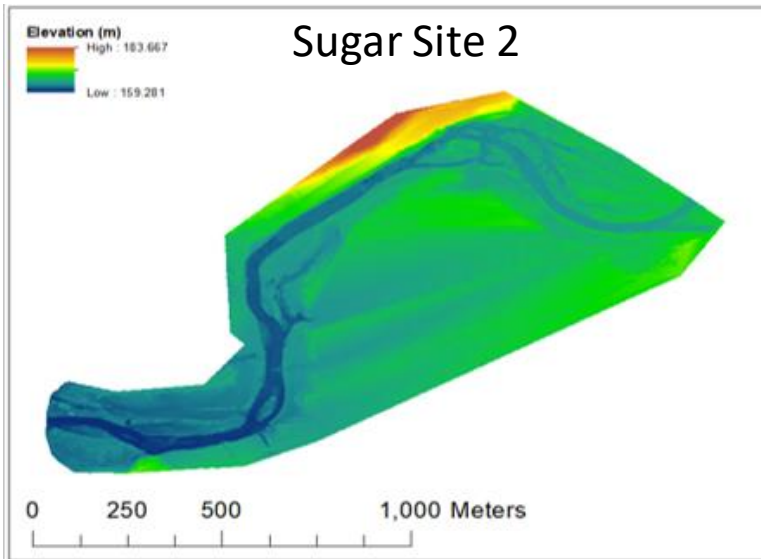 Sugar Site 2
Elevation (m)
High : 183.667
Low : 159.281
0 250 500 1,000 Meters